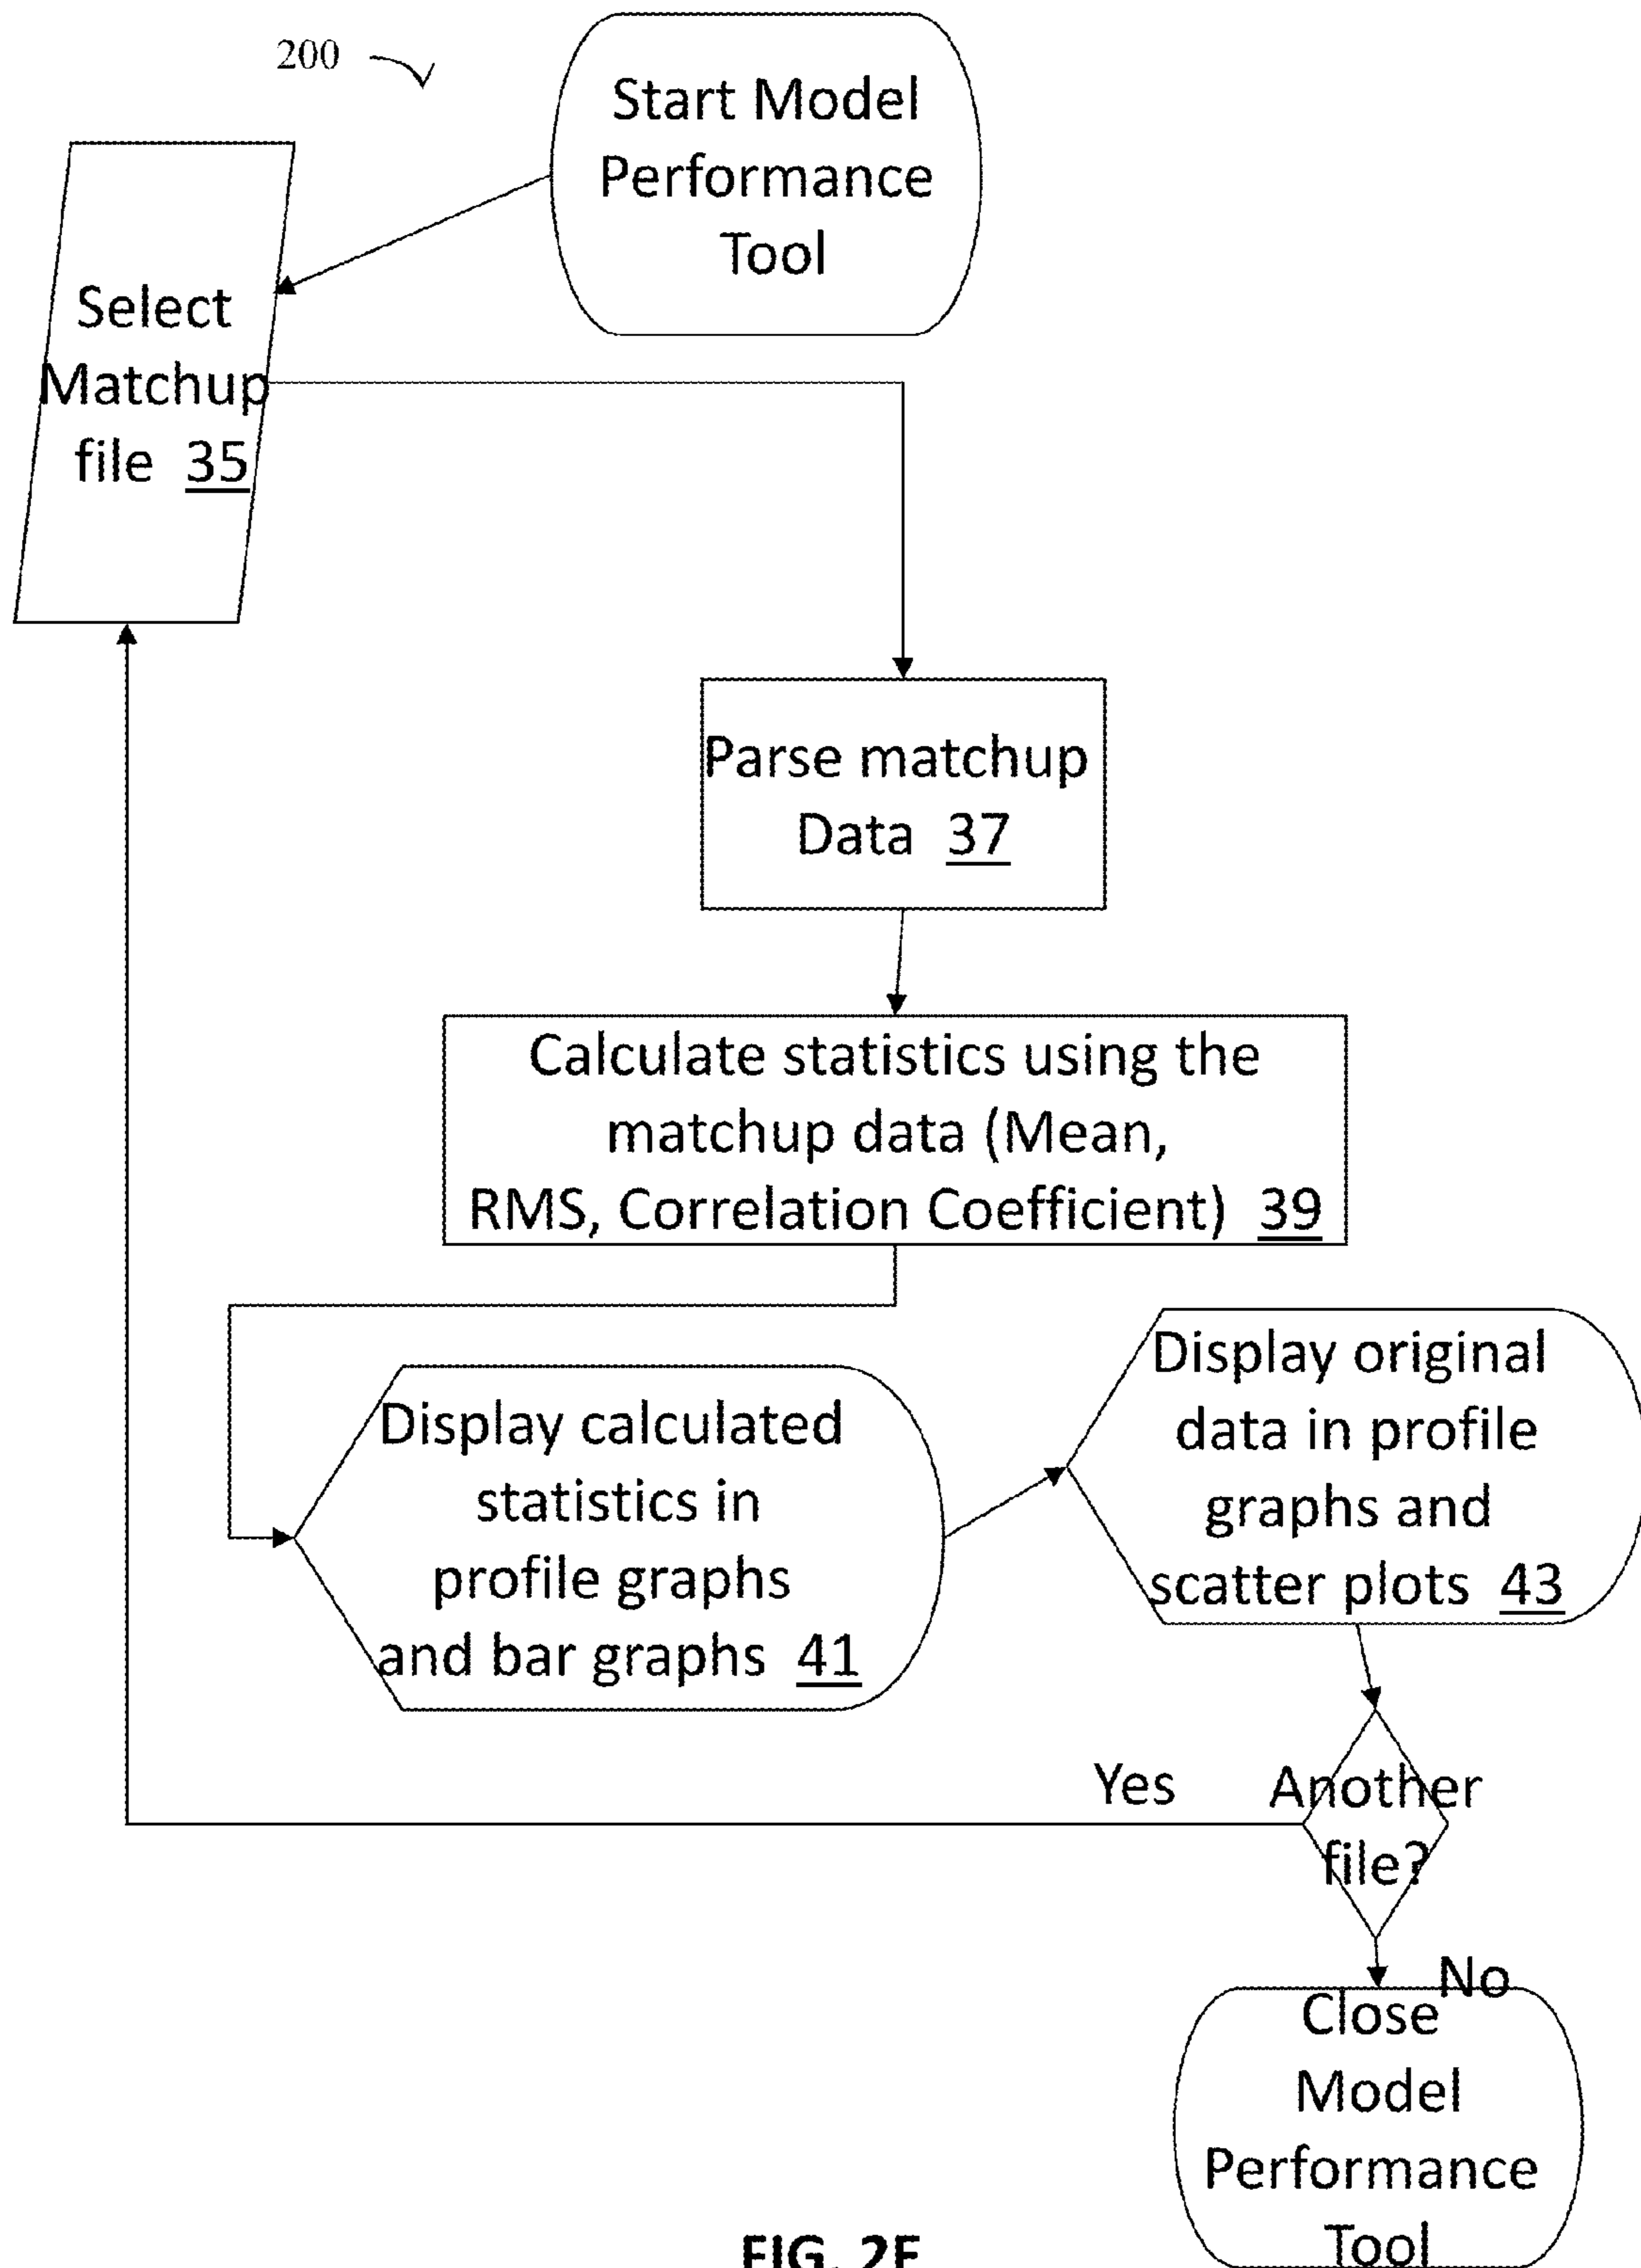 200
Start Model
Performance
Tool
Select
Matchup
file 35
Parse matchup
Data 37
Calculate statistics using the
matchup data (Mean,
RMS, Correlation Coefficient) 39
Display calculated
statistics in
profile graphs
and bar graphs 41
Display original
data in profile
graphs and
scatter plots 43
Yes
Another
file?
No
Close
Model
Performance
Tool